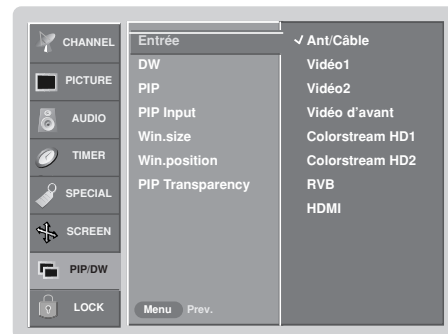 CHANNEL
PICTURE
AUDIO
TIMER
SPECIAL
SCREEN
PIP/DW
LOCK
Entrée
DW
PIP
PIP Input
Win.size
Win.position
PIP Transparency
Menu Prev.
✓ Ant/Câble
Vidéo1
Vidéo2
Vidéo d'avant
Colorstream HD1
Colorstream HD2
RVB
HDMI